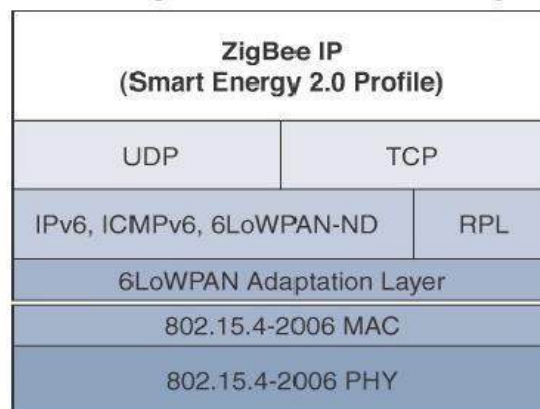 ZigBee IP
(Smart Energy 2.0 Profile)
UDP
TCP
IPv6, ICMPv6, 6LoWPAN-ND
RPL
6LoWPAN Adaptation Layer
802.15.4-2006 MAC
802.15.4-2006 PHY